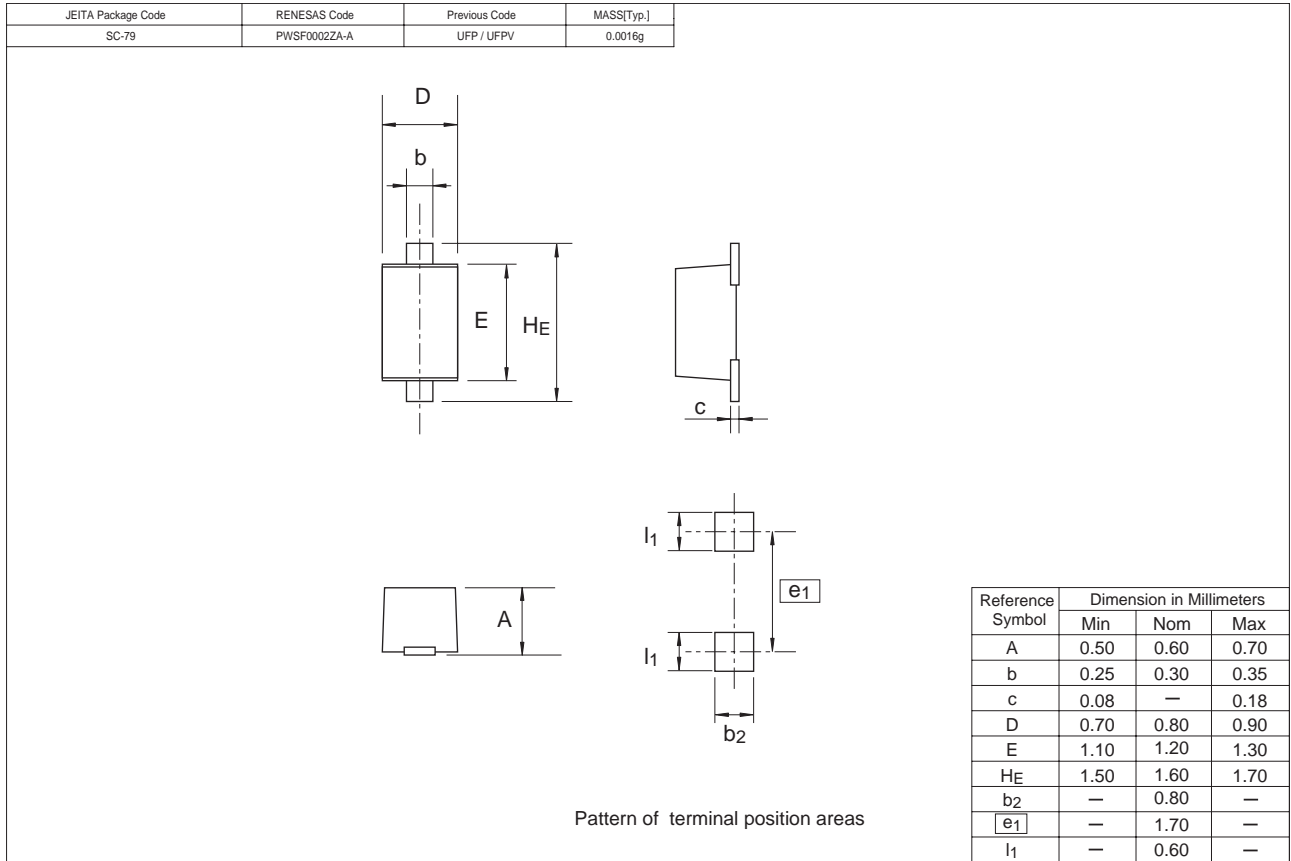 JEITA Package Code RENESAS Code Previous Code MASS[Typ.]
SC-79 PWSF0002ZA-A UFP / UFPV 0.0016g
D
b
E
HE
c
l1
e1
A
l1
b2
Pattern of terminal position areas
Reference Symbol Dimension in Millimeters
Min Nom Max
A 0.50 0.60 0.70
b 0.25 0.30 0.35
c 0.08 — 0.18
D 0.70 0.80 0.90
E 1.10 1.20 1.30
HE 1.50 1.60 1.70
b2 — 0.80 —
e1 — 1.70 —
l1 — 0.60 —